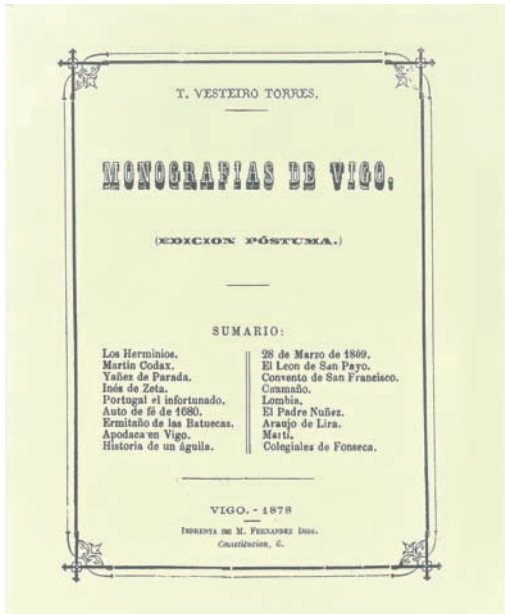 T. VESTEIRO TORRES.
MONOGRAFIAS DE VIGO.
(EDICION PÓSTUMA.)
SUMARIO:
Los Herminios.
Martin Codax.
Yañez de Parada.
Inés de Zeta.
Portugal el infortunado.
Auto de fé de 1680.
Ermitaño de las Batuecas.
Apodaca en Vigo.
Historia de un águila.
28 de Marzo de 1809.
El Leon de San Payo.
Convento de San Francisco.
Caamaño.
Lombia.
El Padre Nuñez.
Araujo de Lira.
Martí.
Colegiales de Fonseca.
VIGO. - 1878
IMPRENTA DE M. FERNANDEZ DIOS.
Constitucion, 6.